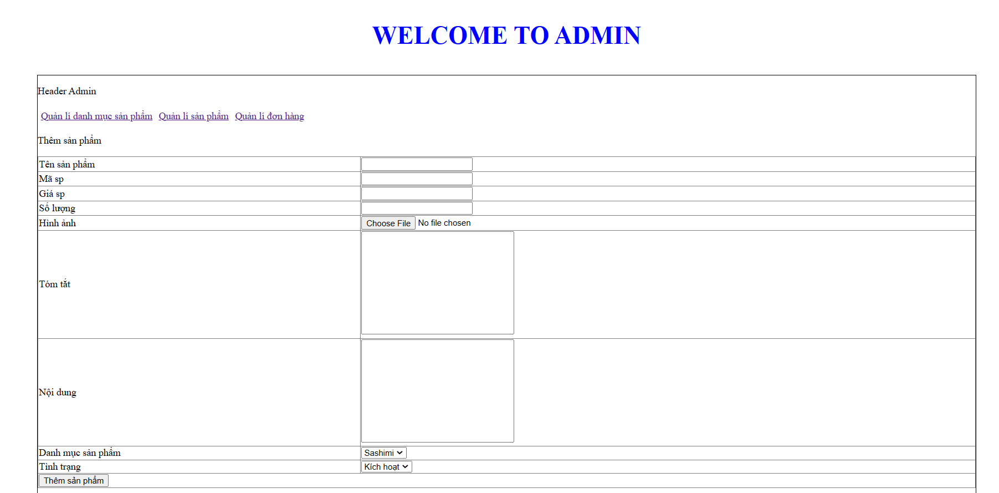 WELCOME TO ADMIN
Header Admin
Quản lí danh mục sản phẩm Quản lí sản phẩm Quản lí đơn hàng
Thêm sản phẩm
Tên sản phẩm
Mã sp
Giá sp
Số lượng
Hình ảnh Choose File No file chosen
Tóm tắt
Nội dung
Danh mục sản phẩm Sashimi
Tình trạng Kích hoạt
Thêm sản phẩm